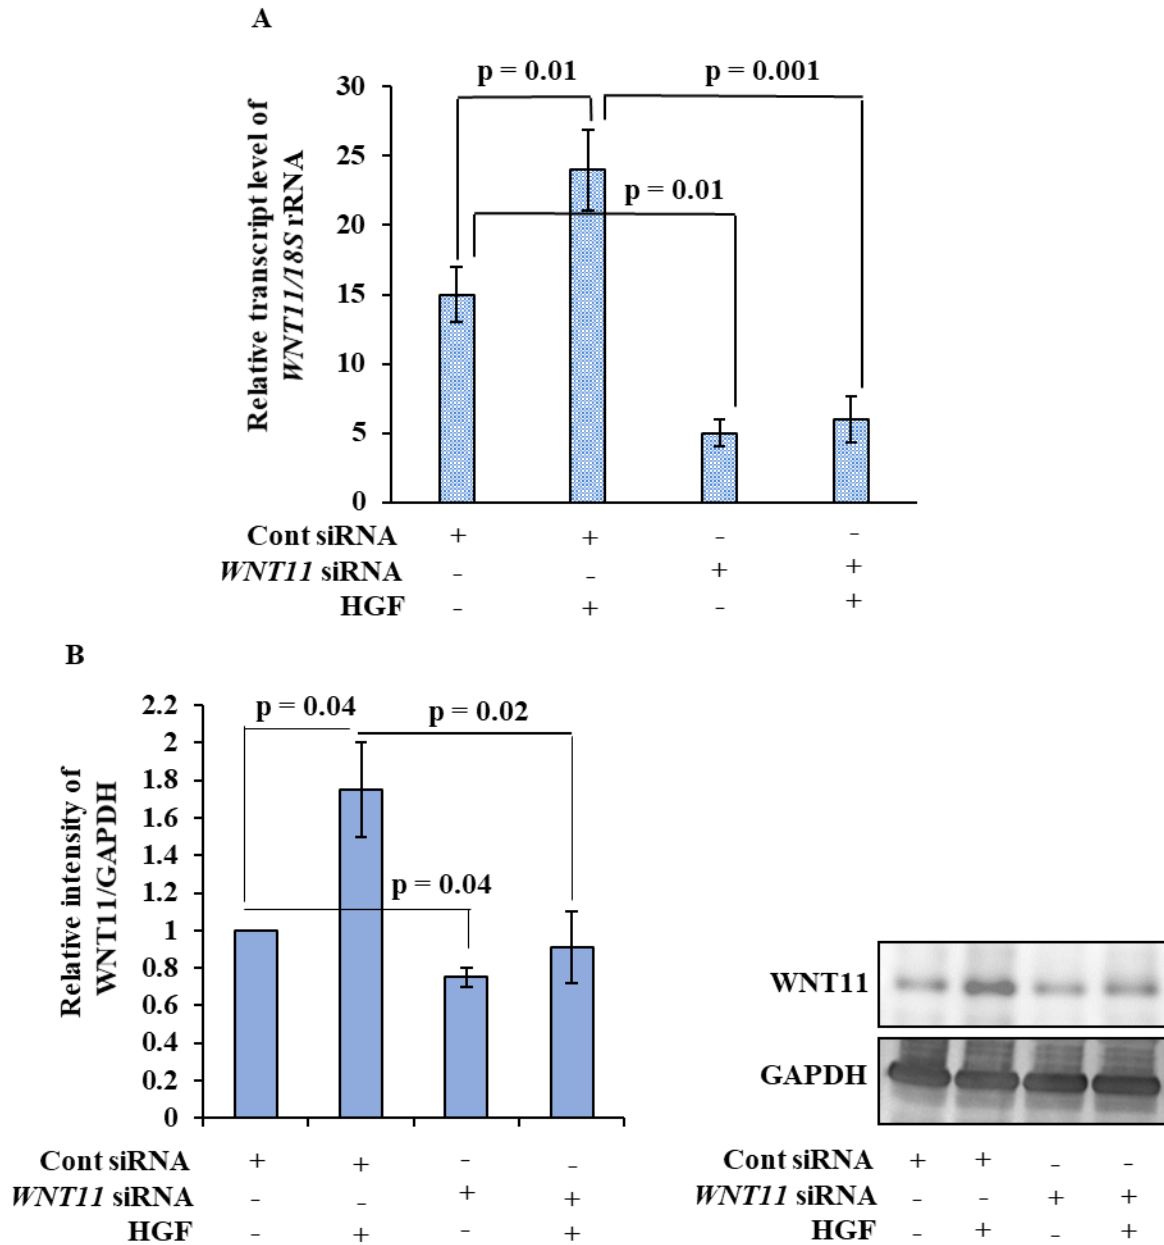 A
p = 0.01
p = 0.001
p = 0.01
Relative transcript level of
WNT11/18S rRNA
30
25
20
15
10
5
0
Cont siRNA + + - -
WNT11 siRNA - - + +
HGF - + - +
B
p = 0.04
p = 0.02
p = 0.04
Relative intensity of
WNT11/GAPDH
2.2
2
1.8
1.6
1.4
1.2
1
0.8
0.6
0.4
0.2
0
Cont siRNA + + - -
WNT11 siRNA - - + +
HGF - + - +
WNT11
GAPDH
Cont siRNA + + - -
WNT11 siRNA - - + +
HGF - + - +